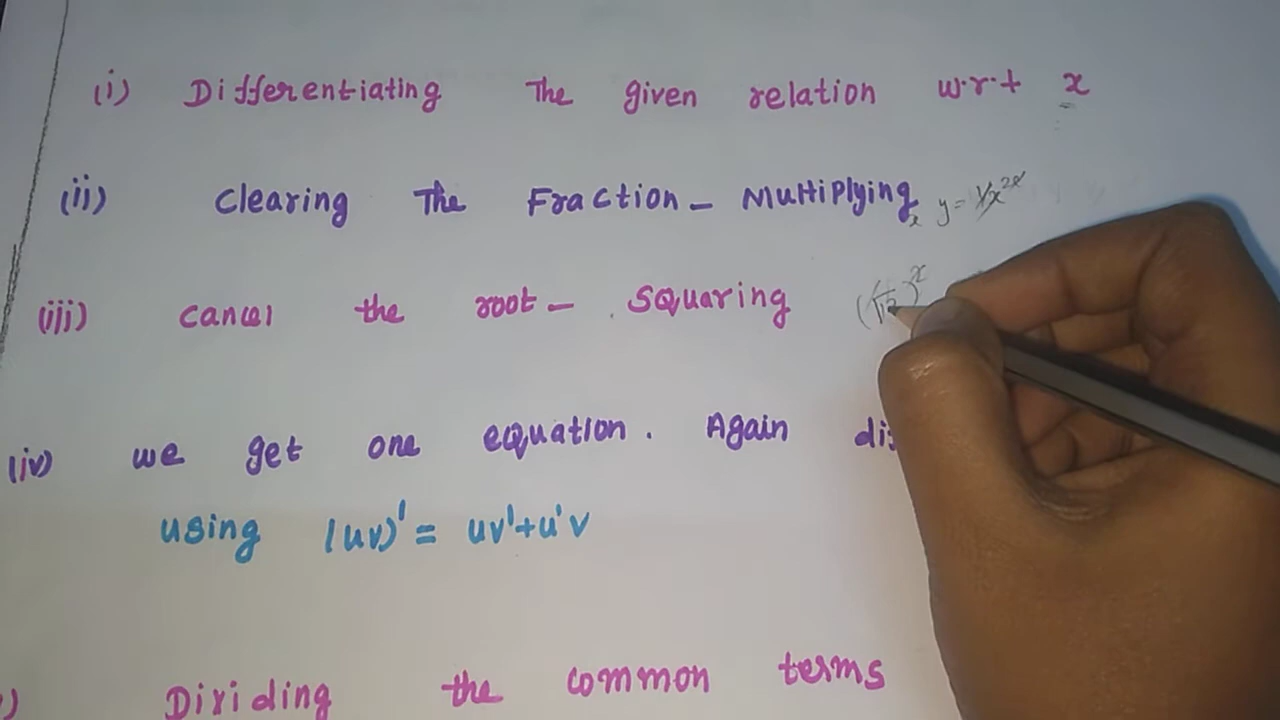 (i) Differentiating The given relation w.r.t x
(ii) Clearing The Fraction - Multiplying
(iii) cancel the root - Squaring
(iv) we get one equation. Again
using (uv)' = uv'+u'v
Dividing the common terms